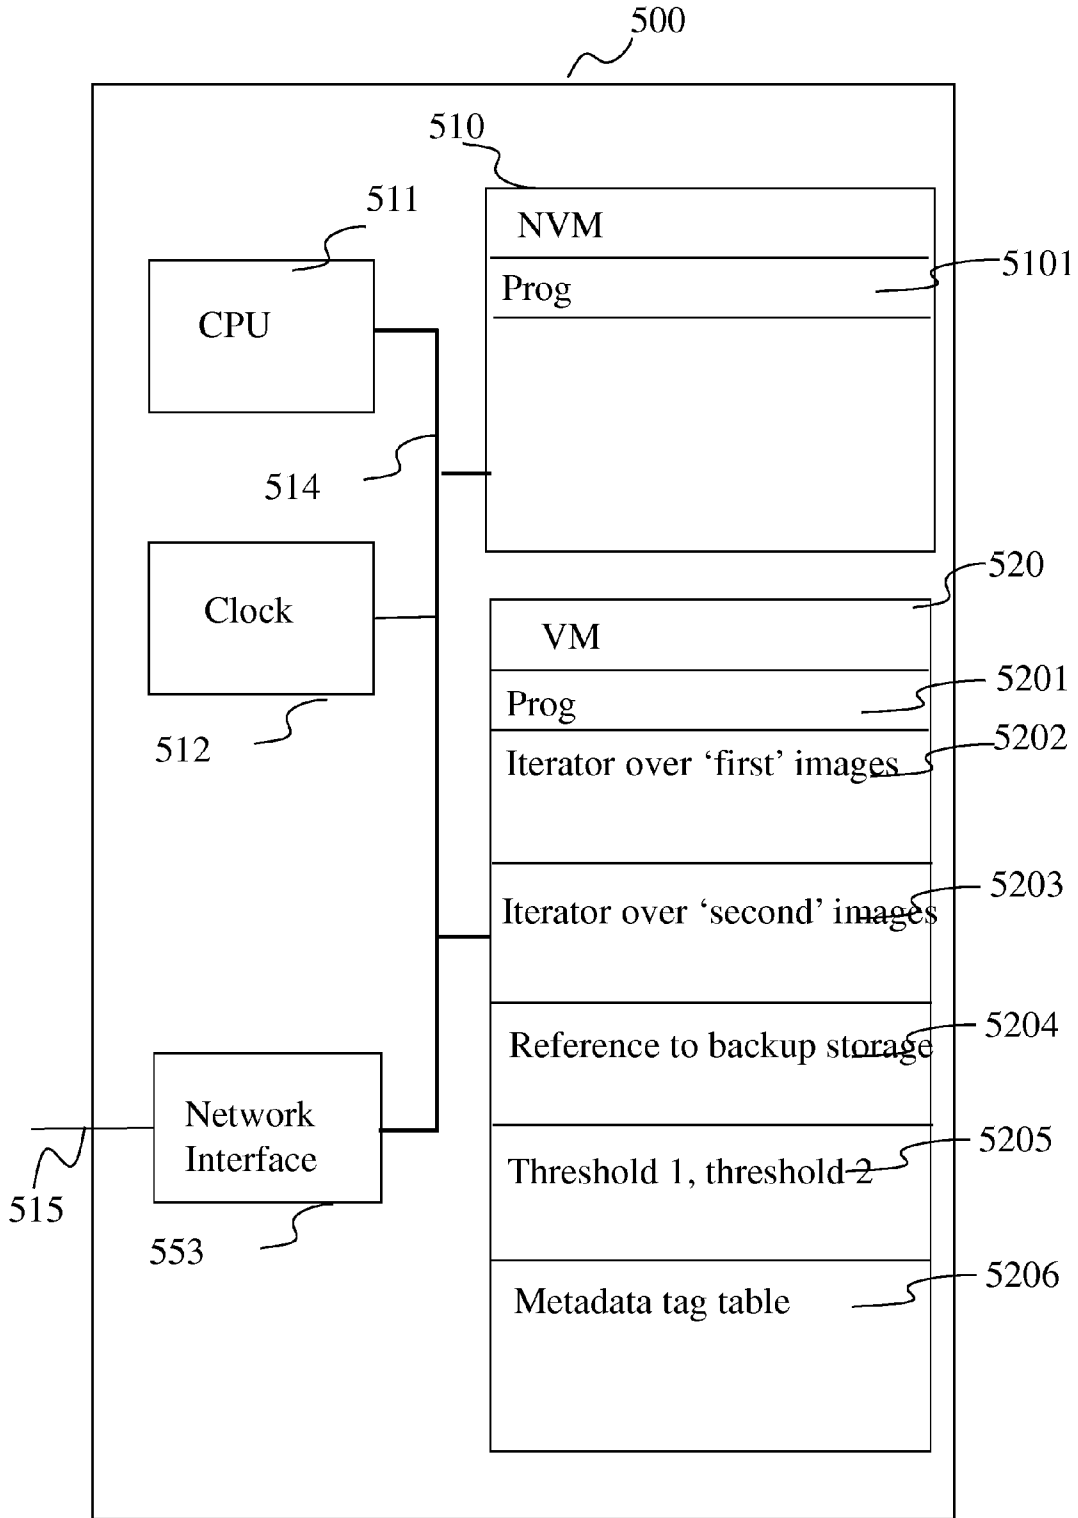 500
510
511
NVM
5101
Prog
CPU
514
520
Clock
VM
5201
Prog
5202
512
Iterator over ‘first’ images
5203
Iterator over ‘second’ images
5204
Reference to backup storage
Network
Interface
5205
Threshold 1, threshold 2
515
553
5206
Metadata tag table